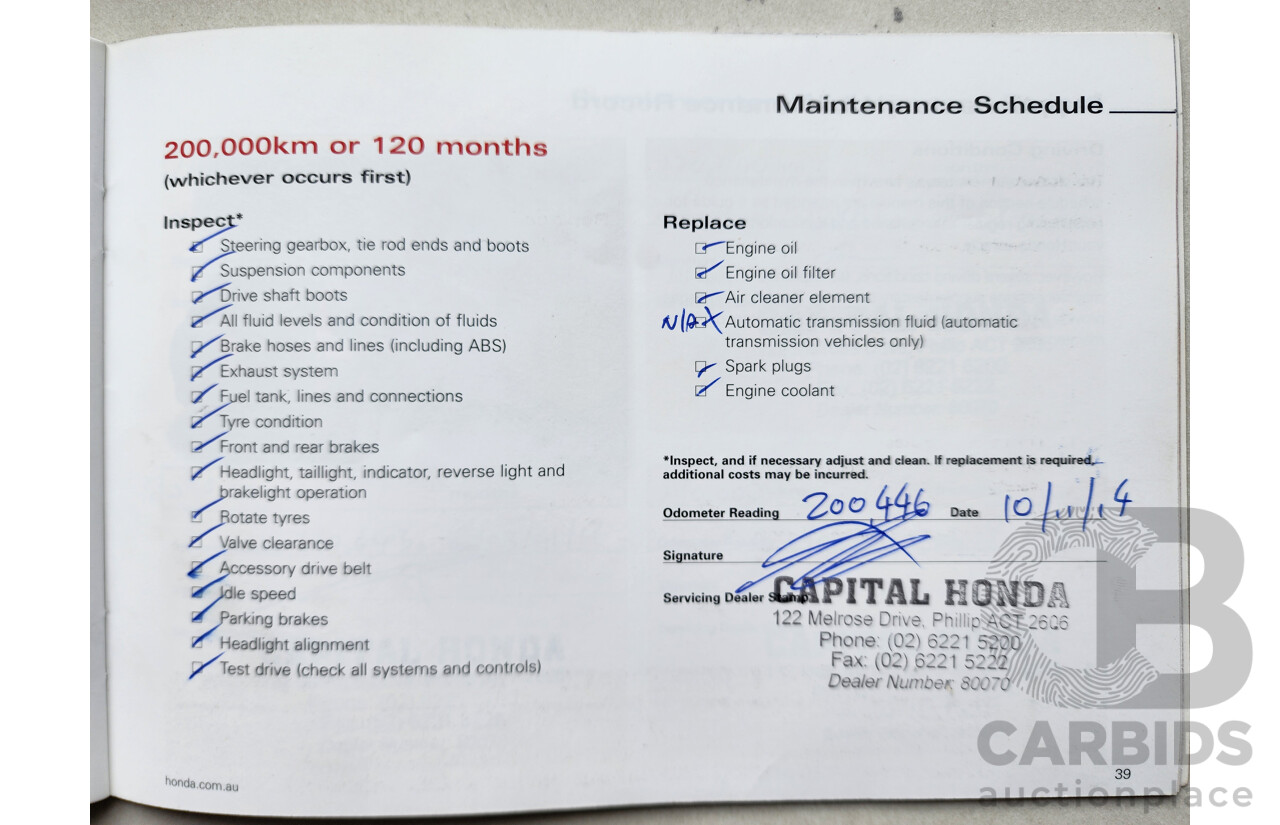 Maintenance Schedule
200,000km or 120 months
(whichever occurs first)
Inspect*
Steering gearbox, tie rod ends and boots
Suspension components
Drive shaft boots
All fluid levels and condition of fluids
Brake hoses and lines (including ABS)
Exhaust system
Fuel tank, lines and connections
Tyre condition
Front and rear brakes
Headlight, taillight, indicator, reverse light and
brakelight operation
Rotate tyres
Valve clearance
Accessory drive belt
Idle speed
Parking brakes
Headlight alignment
Test drive (check all systems and controls)
Replace
Engine oil
Engine oil filter
Air cleaner element
N/A X Automatic transmission fluid (automatic
transmission vehicles only)
Spark plugs
Engine coolant
*Inspect, and if necessary adjust and clean. If replacement is required,
additional costs may be incurred.
Odometer Reading 200,446 Date 10/11/14
Signature
Servicing Dealer Stamp
CAPITAL HONDA
122 Melrose Drive, Phillip ACT 2606
Phone: (02) 6221 5200
Fax: (02) 6221 5222
Dealer Number: 80070
honda.com.au
39
CB
CARBIDS
auctionplace